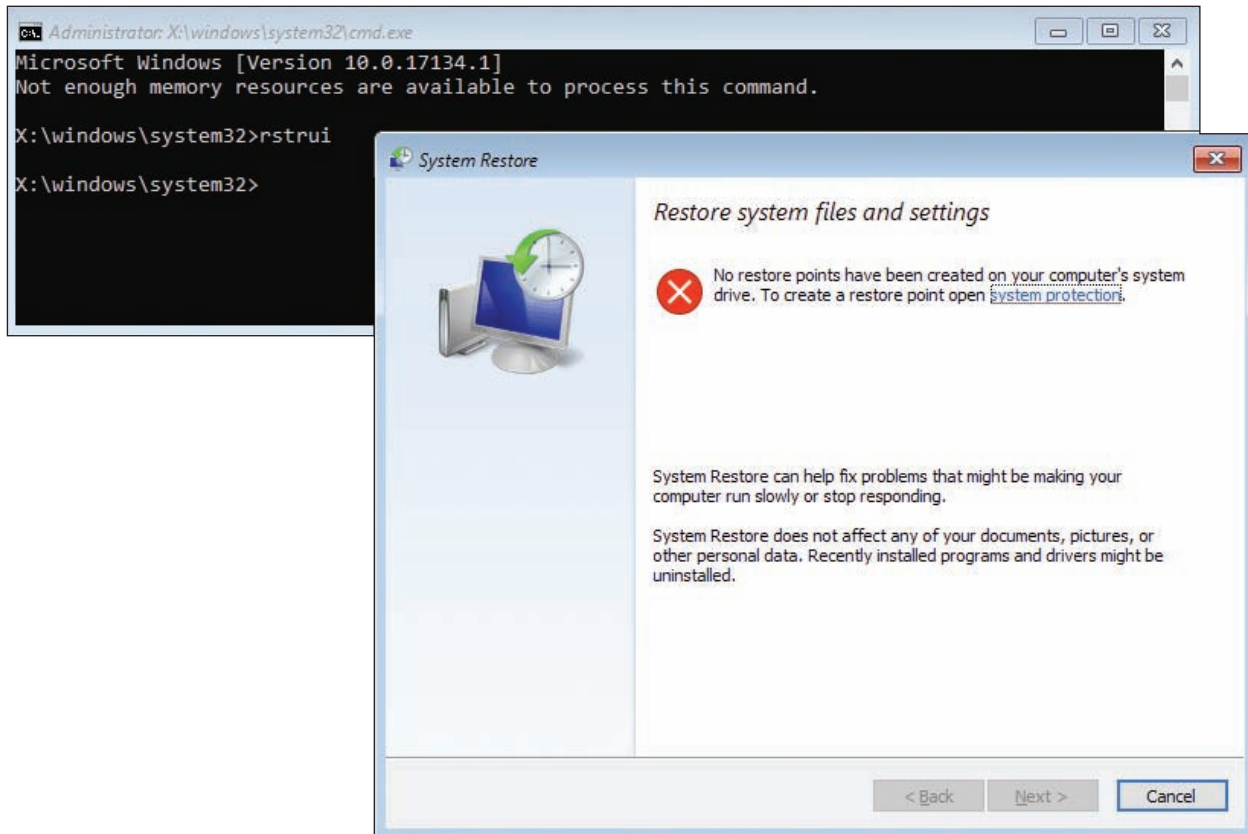 Administrator: X:\windows\system32\cmd.exe
Microsoft Windows [Version 10.0.17134.1]
Not enough memory resources are available to process this command.
X:\windows\system32>rstrui
X:\windows\system32>
System Restore
Restore system files and settings
No restore points have been created on your computer's system
drive. To create a restore point open system protection.
System Restore can help fix problems that might be making your
computer run slowly or stop responding.
System Restore does not affect any of your documents, pictures, or
other personal data. Recently installed programs and drivers might be
uninstalled.
< Back Next > Cancel